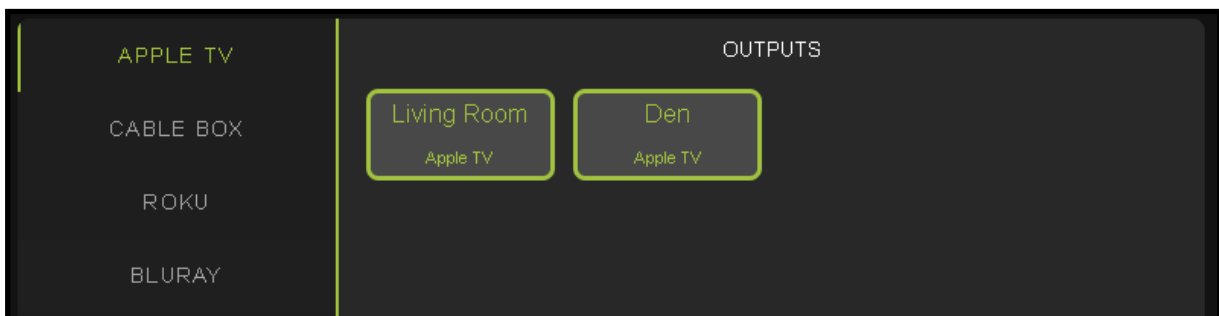 APPLE TV
CABLE BOX
ROKU
BLURAY
OUTPUTS
Living Room
Apple TV
Den
Apple TV